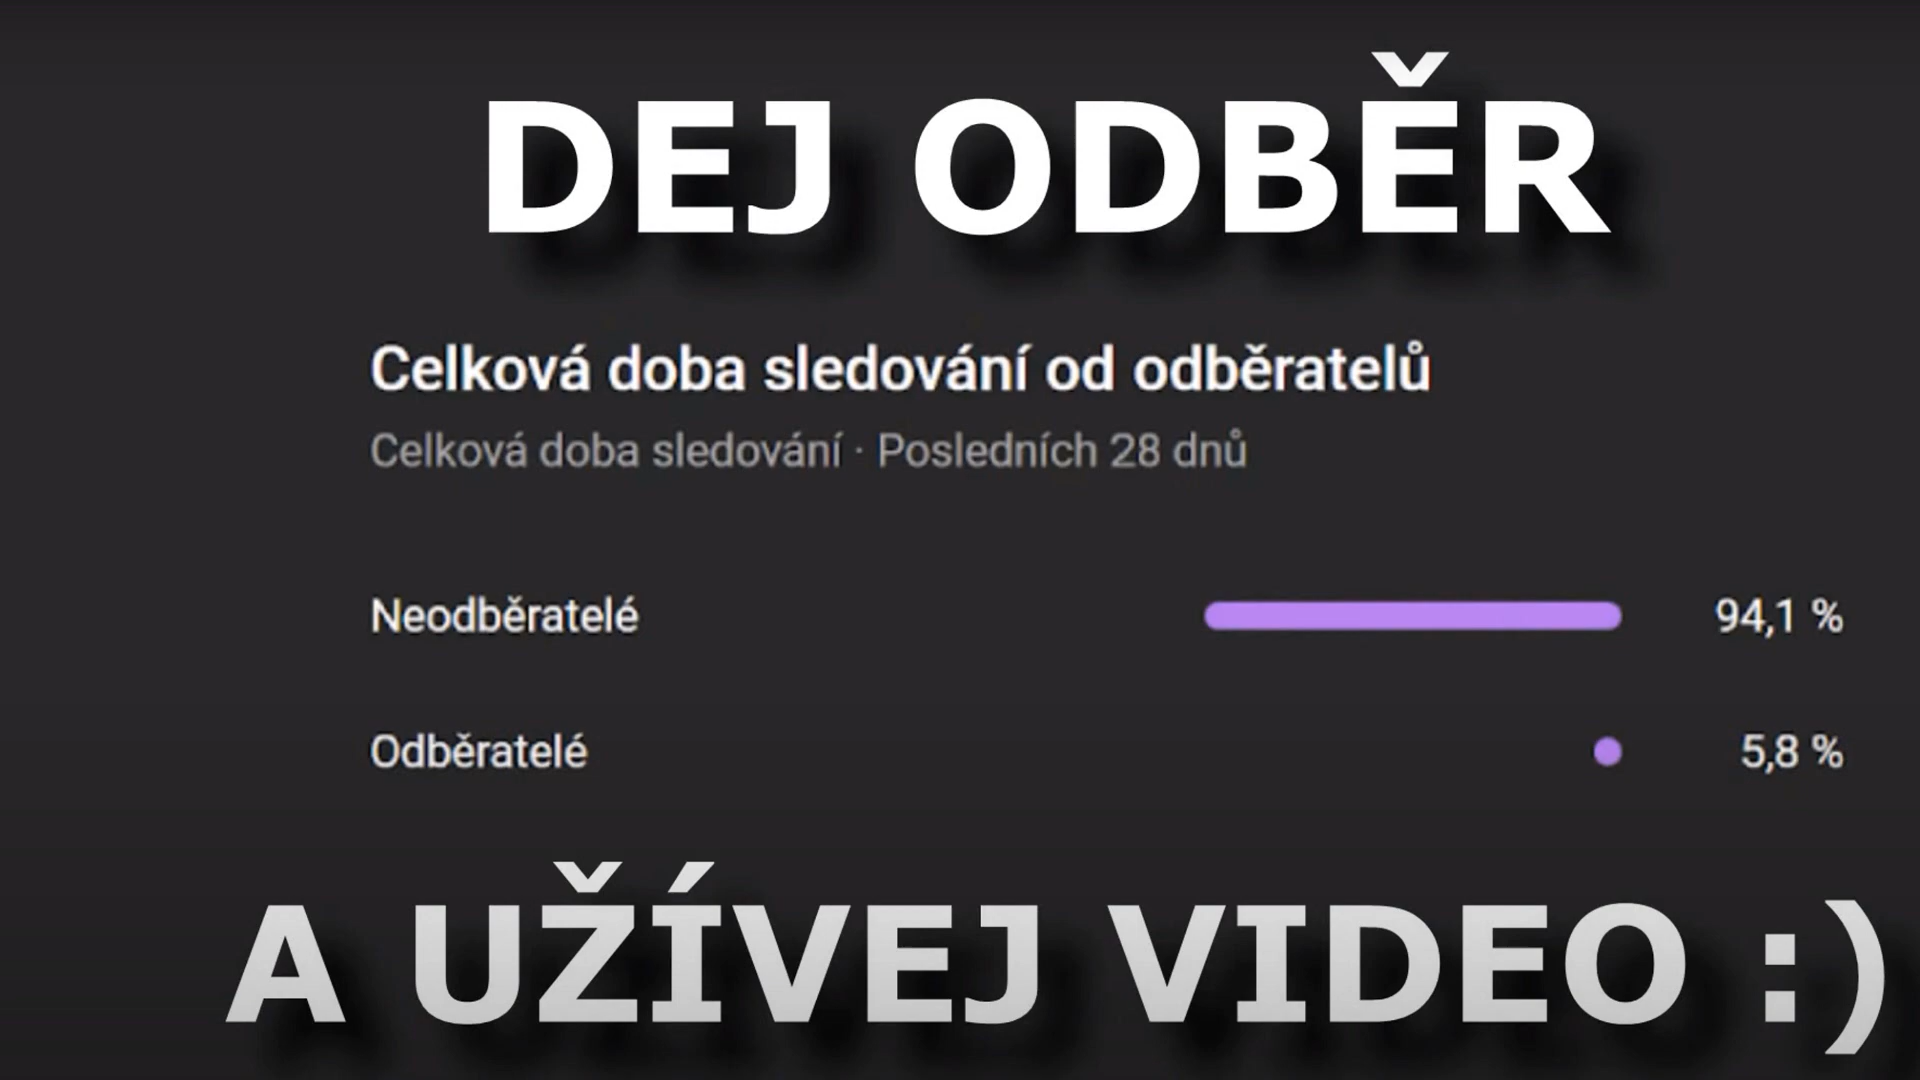 DEJ ODBĚR
Celková doba sledování od odběratelů
Celková doba sledování · Posledních 28 dnů
Neodběratelé 94,1 %
Odběratelé 5,8 %
A UŽÍVEJ VIDEO :)